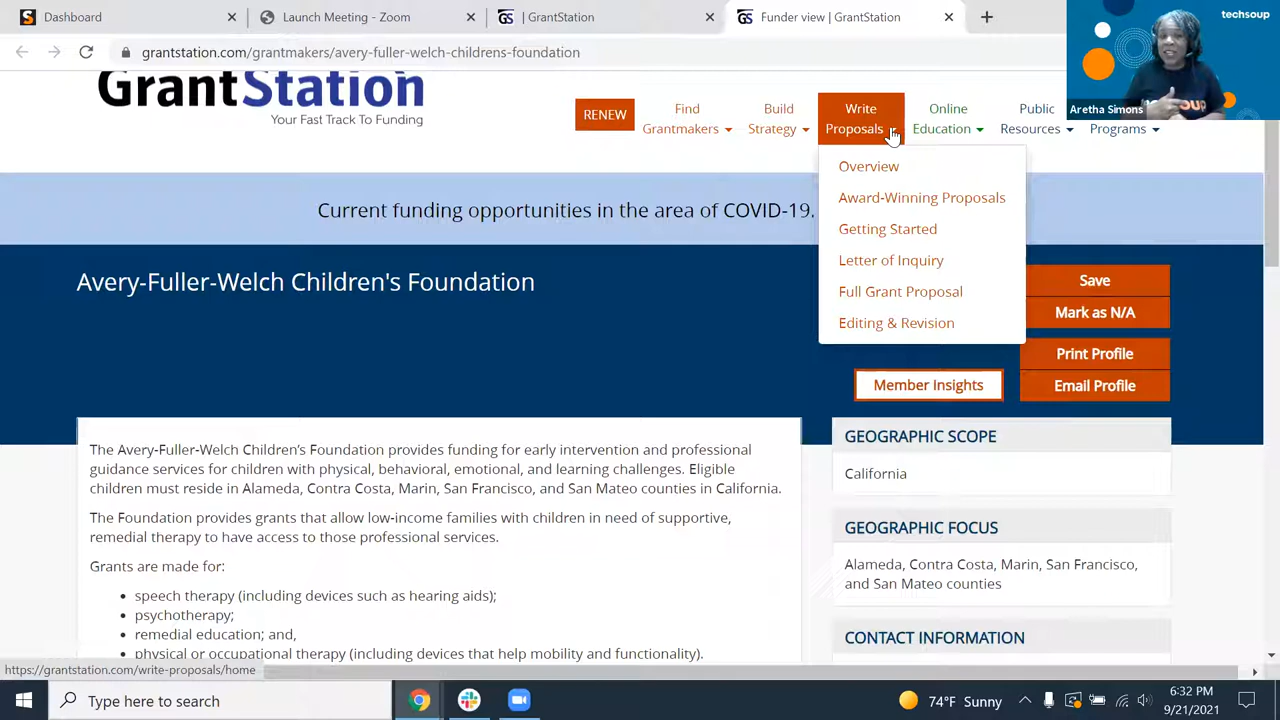 Dashboard
Launch Meeting - Zoom
GS
| GrantStation
GS
Funder view | GrantStation
techsoup
grantstation.com/grantmakers/avery-fuller-welch-childrens-foundation
Aretha Simons
GrantStation
Your Fast Track To Funding
RENEW
Find
Grantmakers
Build
Strategy
Write
Proposals
Online
Education
Public
Resources
Programs
Overview
Award-Winning Proposals
Getting Started
Letter of Inquiry
Full Grant Proposal
Editing & Revision
Current funding opportunities in the area of COVID-19.
Avery-Fuller-Welch Children's Foundation
Save
Mark as N/A
Print Profile
Email Profile
Member Insights
The Avery-Fuller-Welch Children's Foundation provides funding for early intervention and professional
guidance services for children with physical, behavioral, emotional, and learning challenges. Eligible
children must reside in Alameda, Contra Costa, Marin, San Francisco, and San Mateo counties in California.
The Foundation provides grants that allow low-income families with children in need of supportive,
remedial therapy to have access to those professional services.
Grants are made for:
• speech therapy (including devices such as hearing aids);
• psychotherapy;
• remedial education; and,
• physical or occupational therapy (including devices that help mobility and functionality).
GEOGRAPHIC SCOPE
California
GEOGRAPHIC FOCUS
Alameda, Contra Costa, Marin, San Francisco,
and San Mateo counties
CONTACT INFORMATION
https://grantstation.com/write-proposals/home
Type here to search
74°F Sunny
6:32 PM
9/21/2021